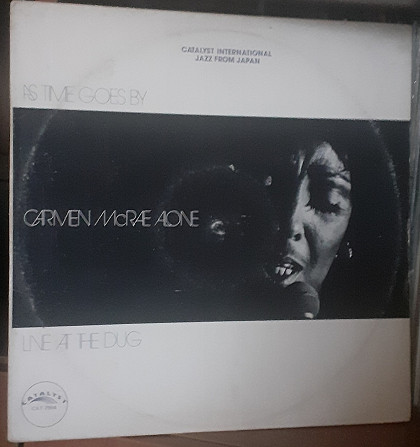 CATALYST INTERNATIONAL
JAZZ FROM JAPAN
AS TIME GOES BY
CARMEN McRAE ALONE
LIVE AT THE DUG
CATALYST